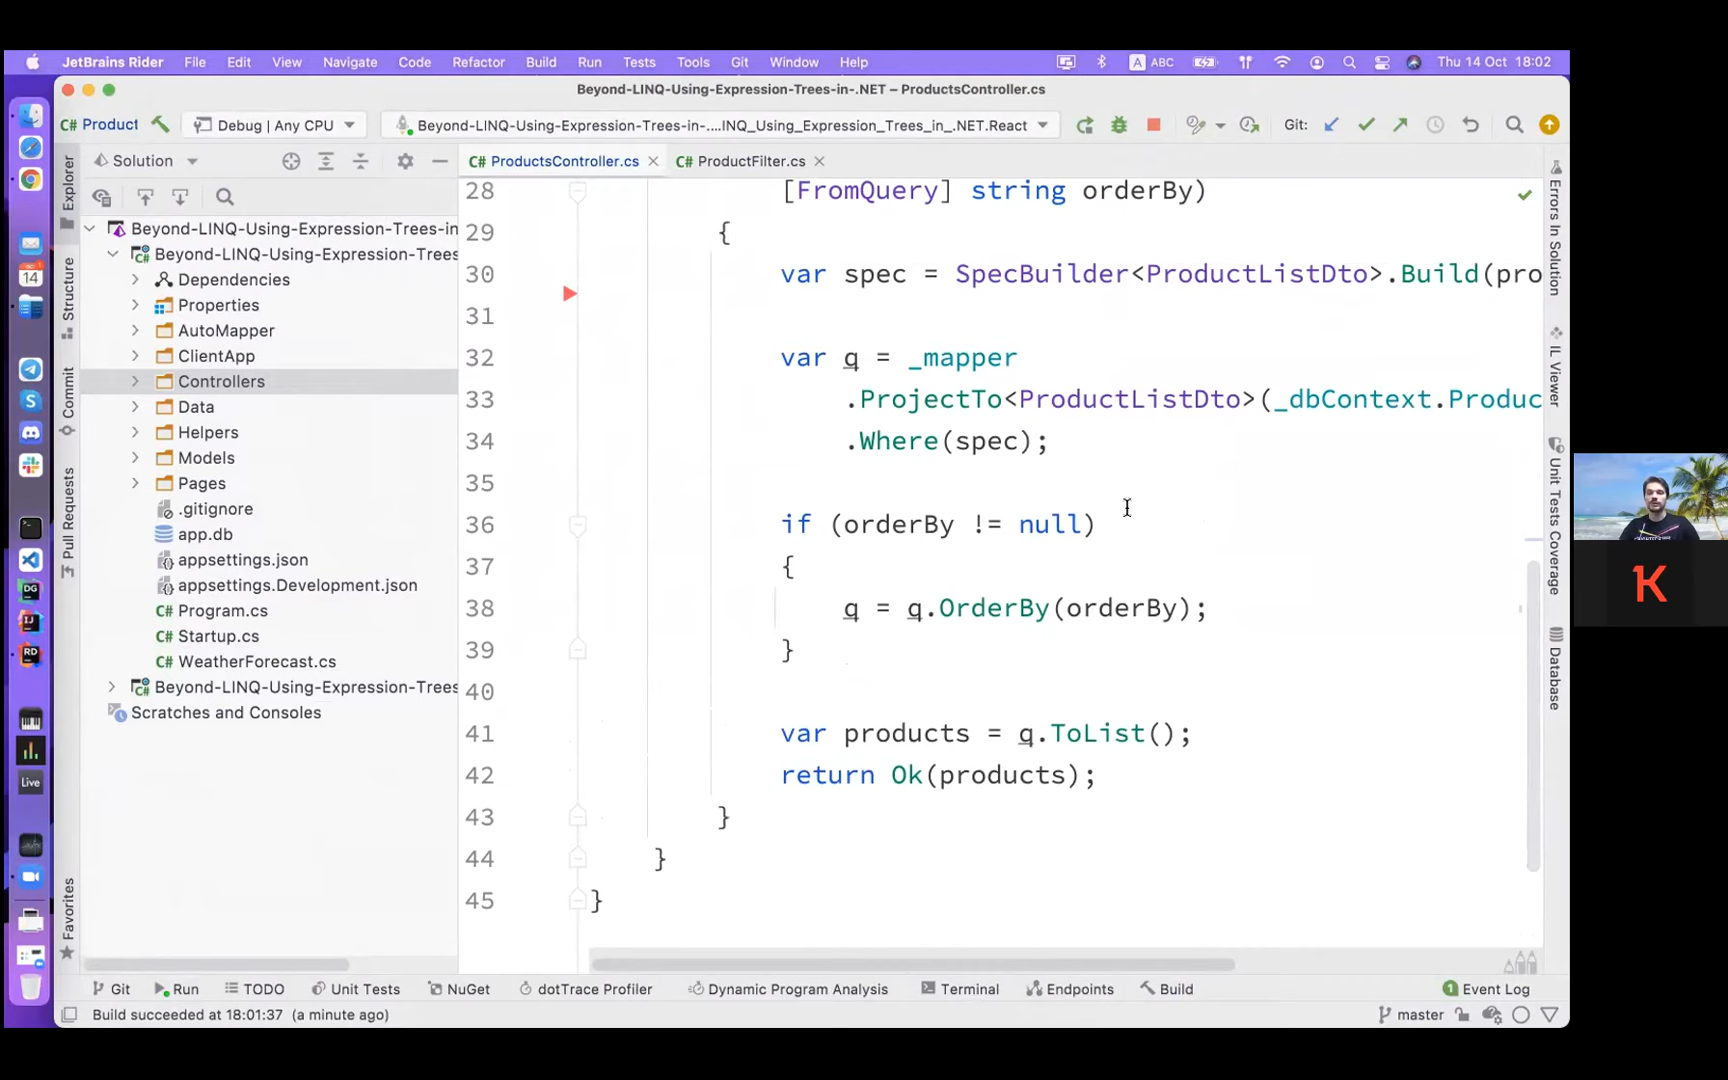 JetBrains Rider File Edit View Navigate Code Refactor Build Run Tests Tools Git Window Help A ABC Thu 14 Oct 18:02
Beyond-LINQ-Using-Expression-Trees-in-.NET – ProductsController.cs
C# Product Debug | Any CPU Beyond-LINQ-Using-Expression-Trees-in-....INQ_Using_Expression_Trees_in_.NET.React Git:
Solution C# ProductsController.cs C# ProductFilter.cs
Explorer
Structure
Commit
Pull Requests
Favorites
Beyond-LINQ-Using-Expression-Trees-in
Beyond-LINQ-Using-Expression-Trees
Dependencies
Properties
AutoMapper
ClientApp
Controllers
Data
Helpers
Models
Pages
.gitignore
app.db
appsettings.json
appsettings.Development.json
C# Program.cs
C# Startup.cs
C# WeatherForecast.cs
Beyond-LINQ-Using-Expression-Trees
Scratches and Consoles
28 [FromQuery] string orderBy)
29 {
30 var spec = SpecBuilder<ProductListDto>.Build(pro
31
32 var q = _mapper
33 .ProjectTo<ProductListDto>(_dbContext.Produc
34 .Where(spec);
35
36 if (orderBy != null)
37 {
38 q = q.OrderBy(orderBy);
39 }
40
41 var products = q.ToList();
42 return Ok(products);
43 }
44 }
45 }
Errors In Solution
IL Viewer
Unit Tests Coverage
Database
K
14
DG
IJ
RD
Live
Git Run TODO Unit Tests NuGet dotTrace Profiler Dynamic Program Analysis Terminal Endpoints Build 1 Event Log
Build succeeded at 18:01:37 (a minute ago) master